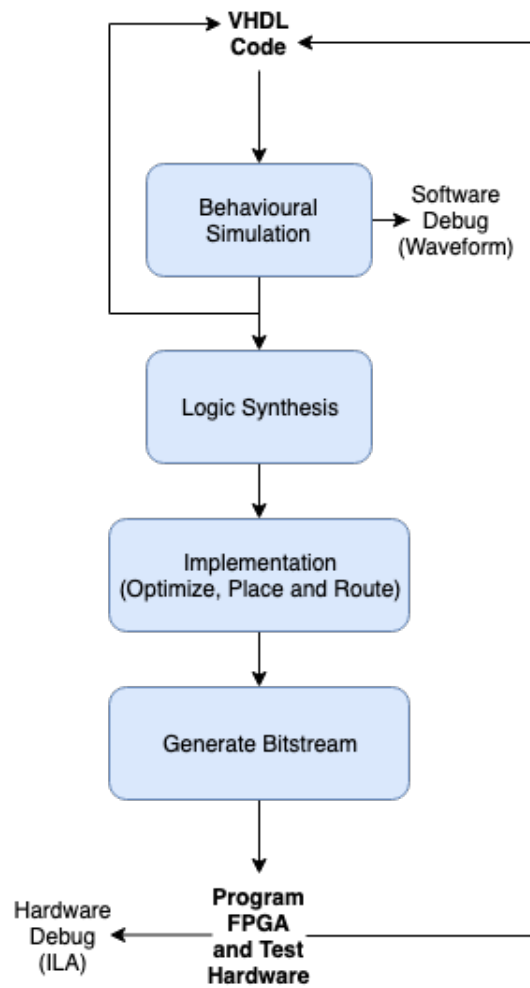 VHDL
Code
Behavioural
Simulation
Software
Debug
(Waveform)
Logic Synthesis
Implementation
(Optimize, Place and Route)
Generate Bitstream
Hardware
Debug
(ILA)
Program
FPGA
and Test
Hardware